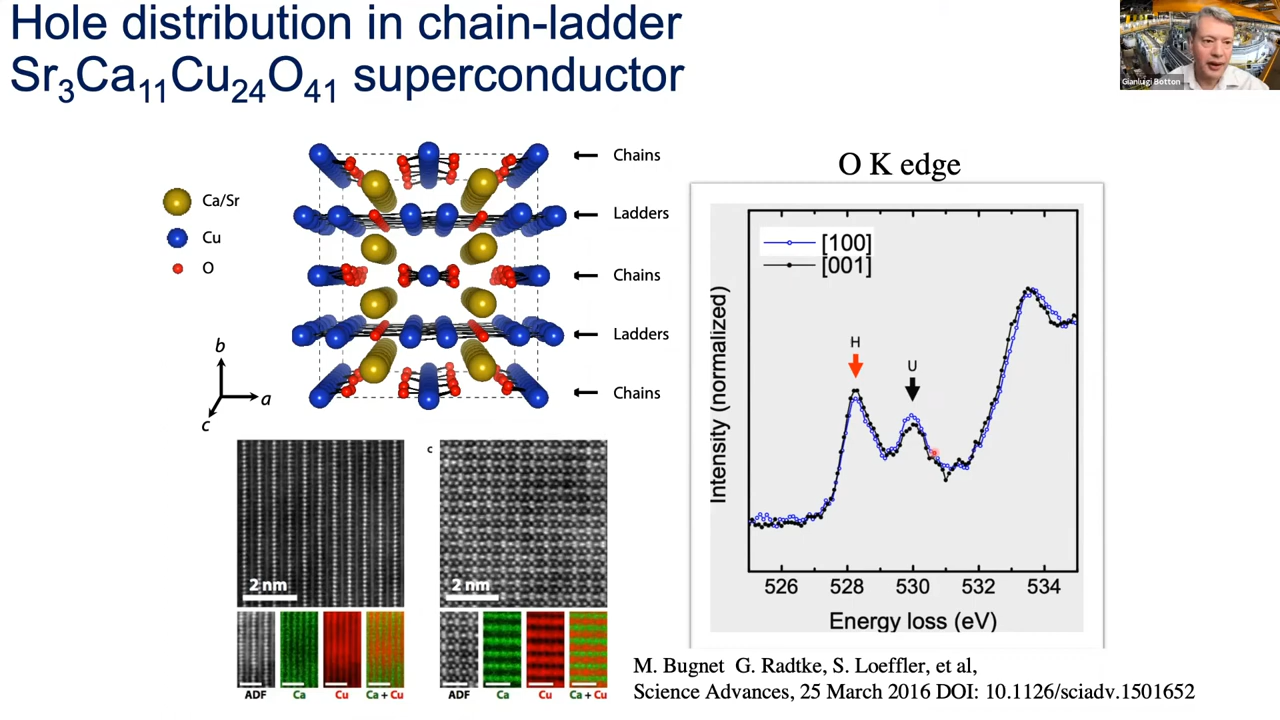 Hole distribution in chain-ladder
Sr₃Ca₁₁Cu₂₄O₄₁ superconductor
Gianluigi Botton
Ca/Sr
Cu
O
Chains
Ladders
Chains
Ladders
Chains
b
a
c
c
2 nm
2 nm
ADF
Ca
Cu
Ca + Cu
ADF
Ca
Cu
Ca + Cu
O K edge
[100]
[001]
H
U
Intensity (normalized)
526
528
530
532
534
Energy loss (eV)
M. Bugnet G. Radtke, S. Loeffler, et al,
Science Advances, 25 March 2016 DOI: 10.1126/sciadv.1501652